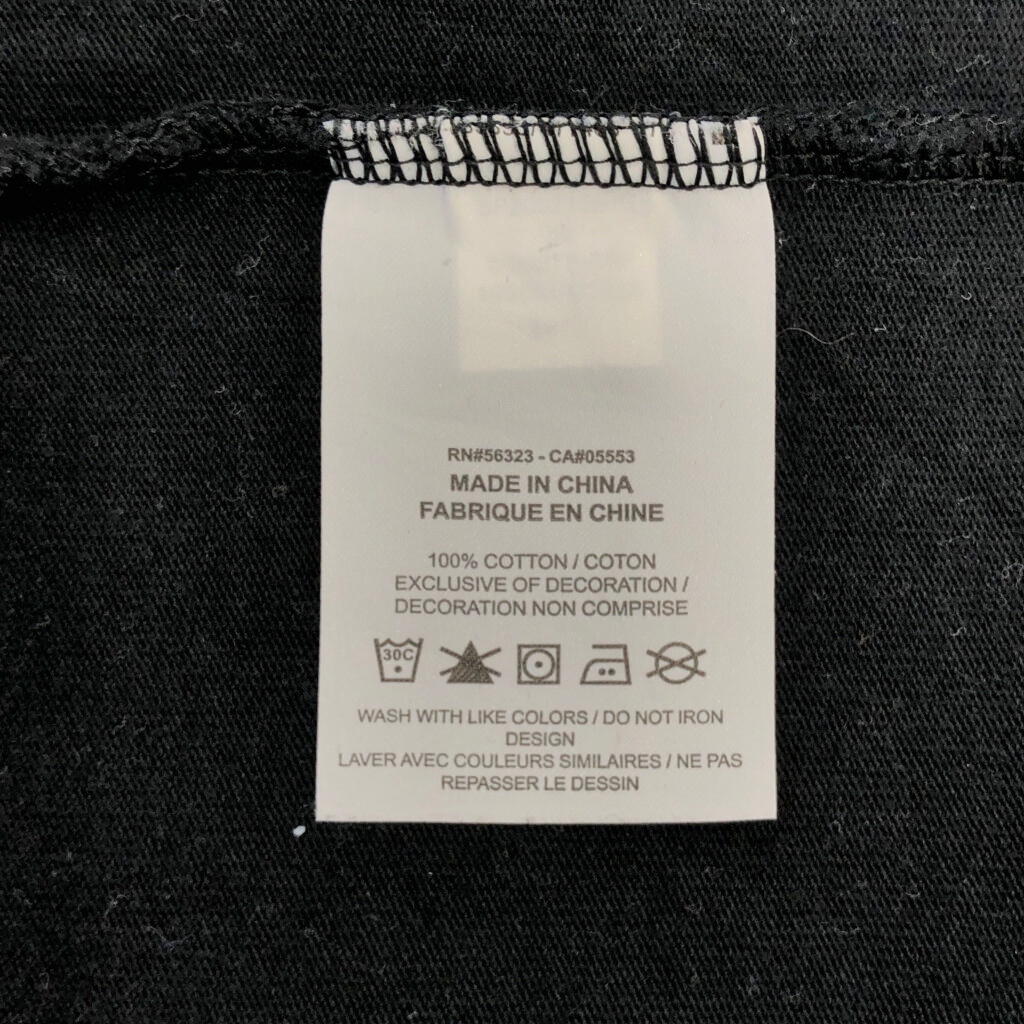 RN#56323 - CA#05553
MADE IN CHINA
FABRIQUE EN CHINE
100% COTTON / COTON
EXCLUSIVE OF DECORATION /
DECORATION NON COMPRISE
30C
WASH WITH LIKE COLORS / DO NOT IRON
DESIGN
LAVER AVEC COULEURS SIMILAIRES / NE PAS
REPASSER LE DESSIN